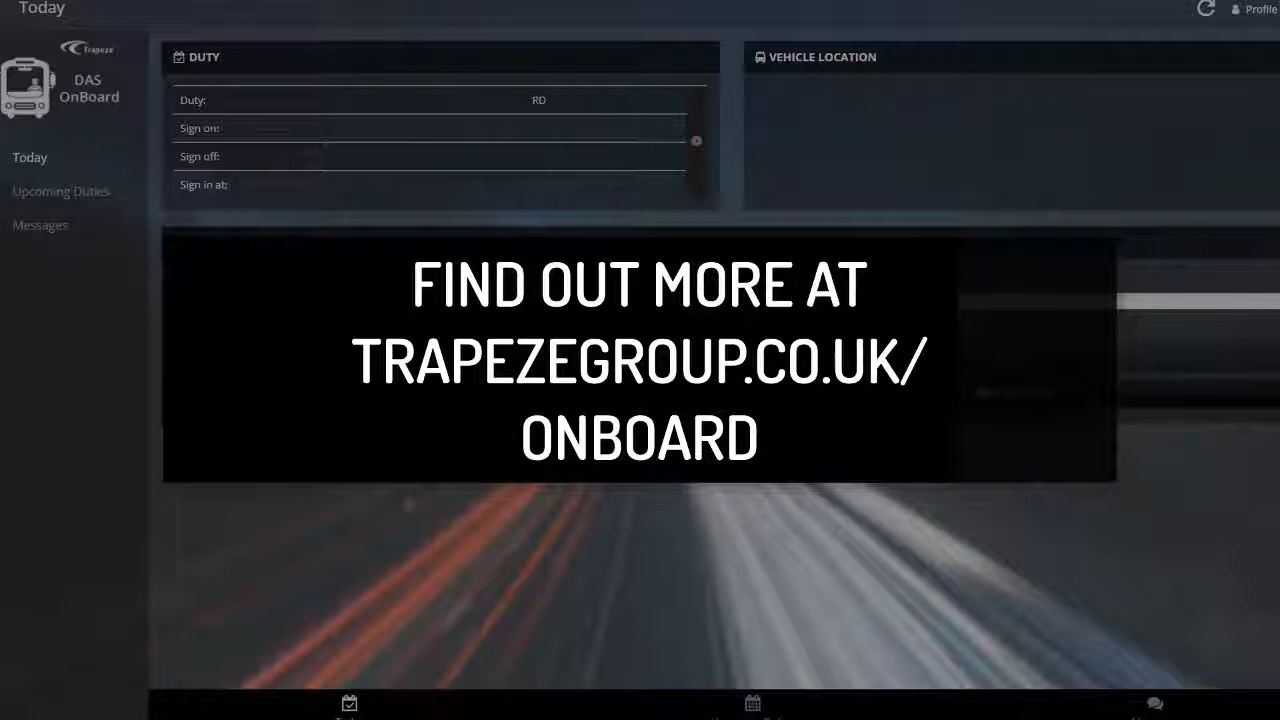 Today
Profile
Trapeze
DAS
OnBoard
DUTY
VEHICLE LOCATION
Duty:
RD
Sign on:
Sign off:
Sign in at:
Today
Upcoming Duties
Messages
FIND OUT MORE AT
TRAPEZEGROUP.CO.UK/
ONBOARD